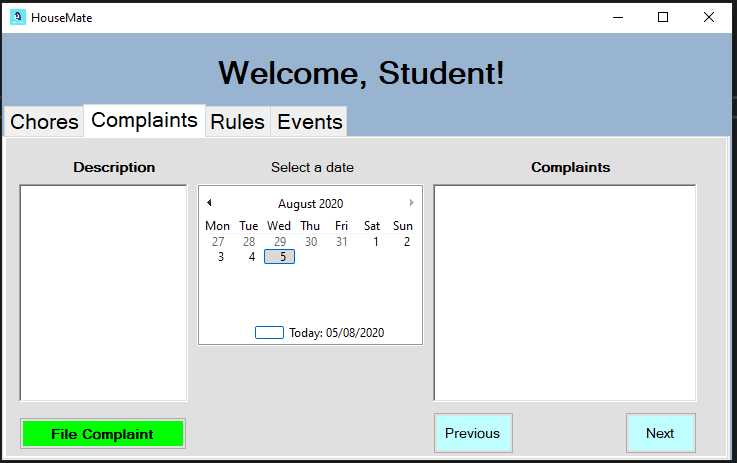 HouseMate
Welcome, Student!
Chores Complaints Rules Events
Description
Select a date
Complaints
August 2020
Mon Tue Wed Thu Fri Sat Sun
27 28 29 30 31 1 2
3 4 5
Today: 05/08/2020
File Complaint
Previous
Next